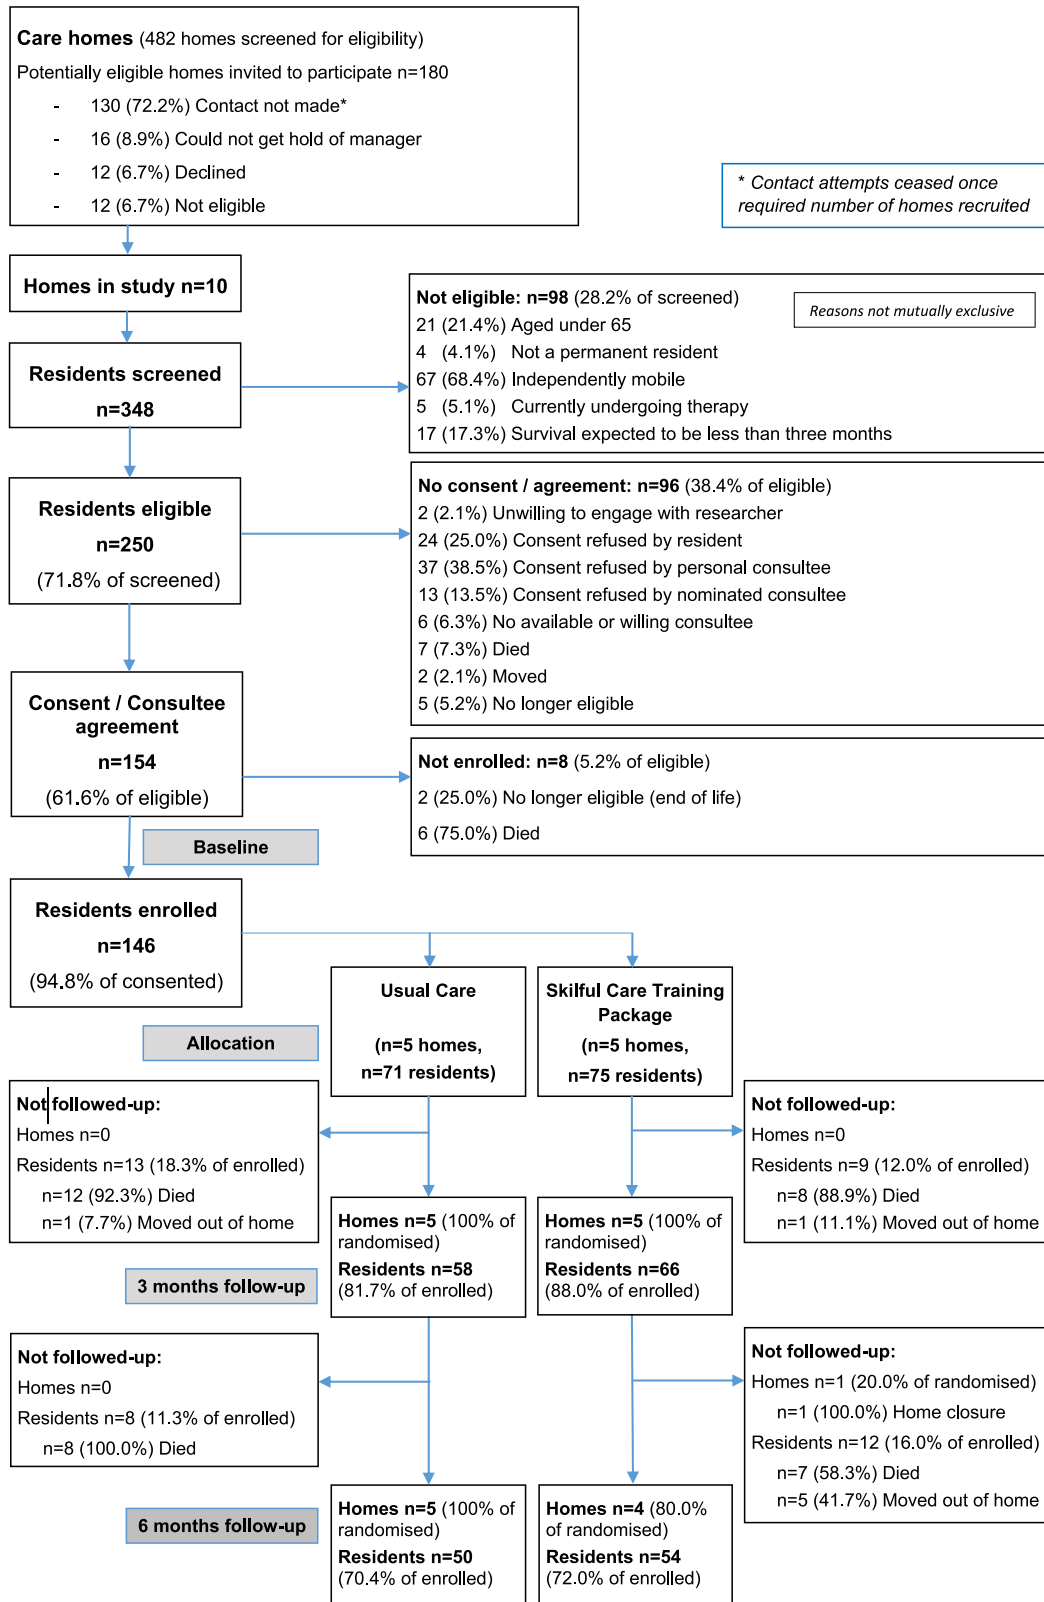 Care homes (482 homes screened for eligibility)
Potentially eligible homes invited to participate n=180
- 130 (72.2%) Contact not made*
- 16 (8.9%) Could not get hold of manager
- 12 (6.7%) Declined
- 12 (6.7%) Not eligible
* Contact attempts ceased once
required number of homes recruited
Homes in study n=10
Not eligible: n=98 (28.2% of screened)
Reasons not mutually exclusive
21 (21.4%) Aged under 65
4 (4.1%) Not a permanent resident
67 (68.4%) Independently mobile
5 (5.1%) Currently undergoing therapy
17 (17.3%) Survival expected to be less than three months
Residents screened
n=348
Residents eligible
n=250
(71.8% of screened)
No consent / agreement: n=96 (38.4% of eligible)
2 (2.1%) Unwilling to engage with researcher
24 (25.0%) Consent refused by resident
37 (38.5%) Consent refused by personal consultee
13 (13.5%) Consent refused by nominated consultee
6 (6.3%) No available or willing consultee
7 (7.3%) Died
2 (2.1%) Moved
5 (5.2%) No longer eligible
Consent / Consultee
agreement
n=154
(61.6% of eligible)
Not enrolled: n=8 (5.2% of eligible)
2 (25.0%) No longer eligible (end of life)
6 (75.0%) Died
Baseline
Residents enrolled
n=146
(94.8% of consented)
Usual Care
(n=5 homes,
n=71 residents)
Skilful Care Training
Package
(n=5 homes,
n=75 residents)
Allocation
Not followed-up:
Homes n=0
Residents n=13 (18.3% of enrolled)
n=12 (92.3%) Died
n=1 (7.7%) Moved out of home
Not followed-up:
Homes n=0
Residents n=9 (12.0% of enrolled)
n=8 (88.9%) Died
n=1 (11.1%) Moved out of home
Homes n=5 (100% of
randomised)
Residents n=58
(81.7% of enrolled)
Homes n=5 (100% of
randomised)
Residents n=66
(88.0% of enrolled)
3 months follow-up
Not followed-up:
Homes n=0
Residents n=8 (11.3% of enrolled)
n=8 (100.0%) Died
Not followed-up:
Homes n=1 (20.0% of randomised)
n=1 (100.0%) Home closure
Residents n=12 (16.0% of enrolled)
n=7 (58.3%) Died
n=5 (41.7%) Moved out of home
Homes n=5 (100% of
randomised)
Residents n=50
(70.4% of enrolled)
Homes n=4 (80.0%
of randomised)
Residents n=54
(72.0% of enrolled)
6 months follow-up